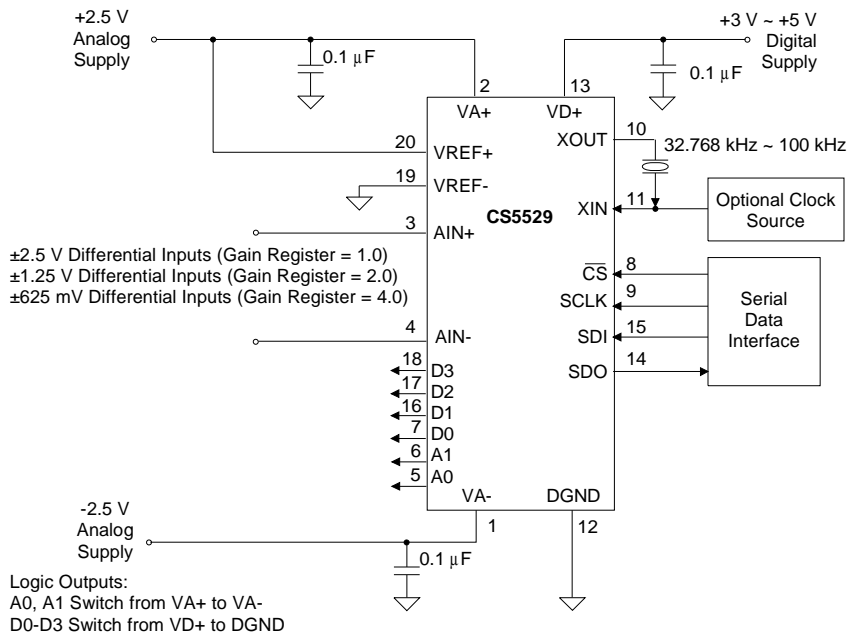 +2.5 V
Analog
Supply
0.1 µF
+3 V ~ +5 V
Digital
Supply
0.1 µF
2
13
VA+
VD+
XOUT
10
32.768 kHz ~ 100 kHz
20
VREF+
19
VREF-
CS5529
XIN
11
Optional Clock
Source
3
AIN+
±2.5 V Differential Inputs (Gain Register = 1.0)
±1.25 V Differential Inputs (Gain Register = 2.0)
±625 mV Differential Inputs (Gain Register = 4.0)
CS
8
SCLK
9
SDI
15
SDO
14
Serial
Data
Interface
4
AIN-
18
D3
17
D2
16
D1
7
D0
6
A1
5
A0
VA-
DGND
1
12
-2.5 V
Analog
Supply
0.1 µF
Logic Outputs:
A0, A1 Switch from VA+ to VA-
D0-D3 Switch from VD+ to DGND